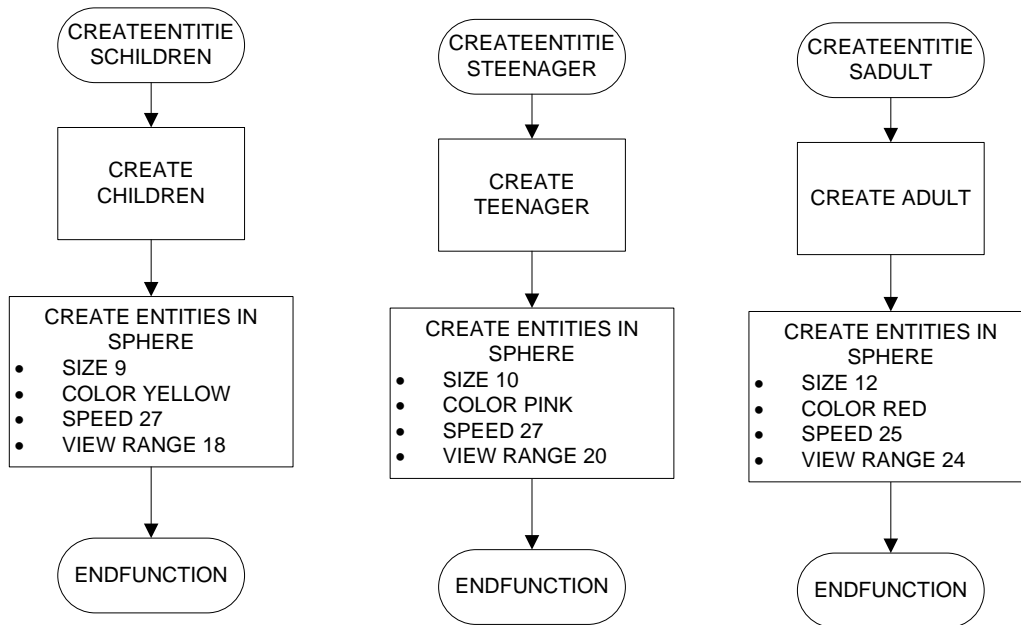 CREATEENTITIE
SCHILDREN
CREATE
CHILDREN
CREATE ENTITIES IN
SPHERE
• SIZE 9
• COLOR YELLOW
• SPEED 27
• VIEW RANGE 18
ENDFUNCTION
CREATEENTITIE
STEENAGER
CREATE
TEENAGER
CREATE ENTITIES IN
SPHERE
• SIZE 10
• COLOR PINK
• SPEED 27
• VIEW RANGE 20
ENDFUNCTION
CREATEENTITIE
SADULT
CREATE ADULT
CREATE ENTITIES IN
SPHERE
• SIZE 12
• COLOR RED
• SPEED 25
• VIEW RANGE 24
ENDFUNCTION